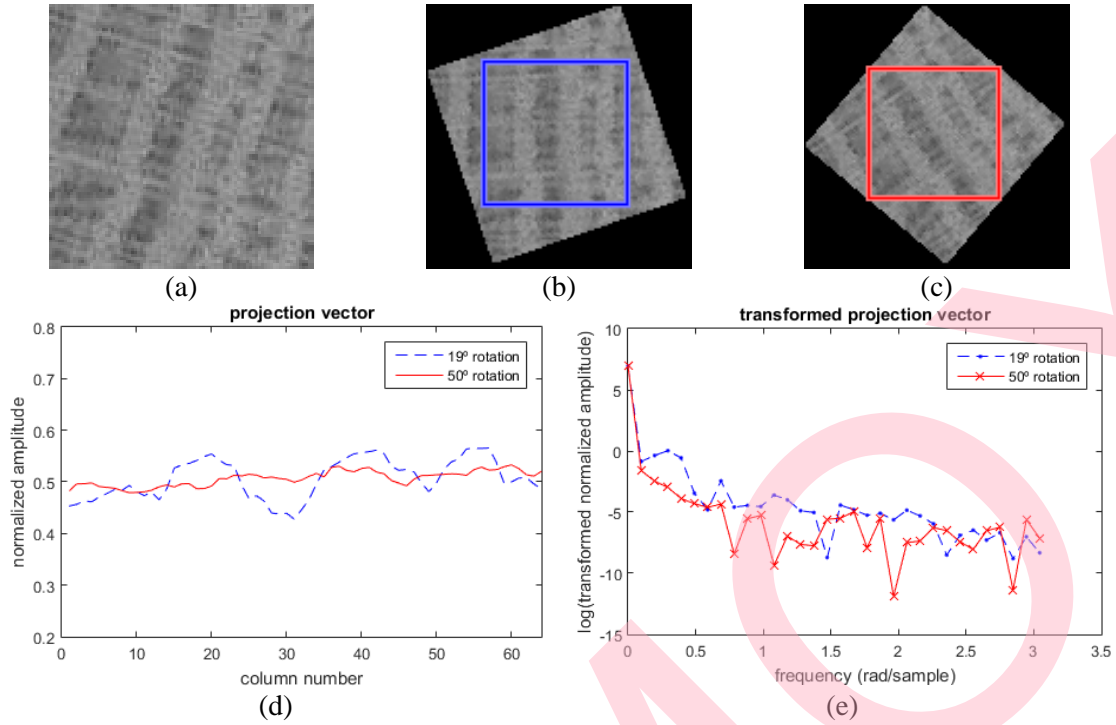 (a)
(b)
(c)
projection vector
0.8
0.7
0.6
0.5
0.4
0.3
0.2
normalized amplitude
19º rotation
50º rotation
0
10
20
30
40
50
60
column number
(d)
transformed projection vector
10
5
0
-5
-10
-15
log(transformed normalized amplitude)
19º rotation
50º rotation
0
0.5
1
1.5
2
2.5
3
3.5
frequency (rad/sample)
(e)